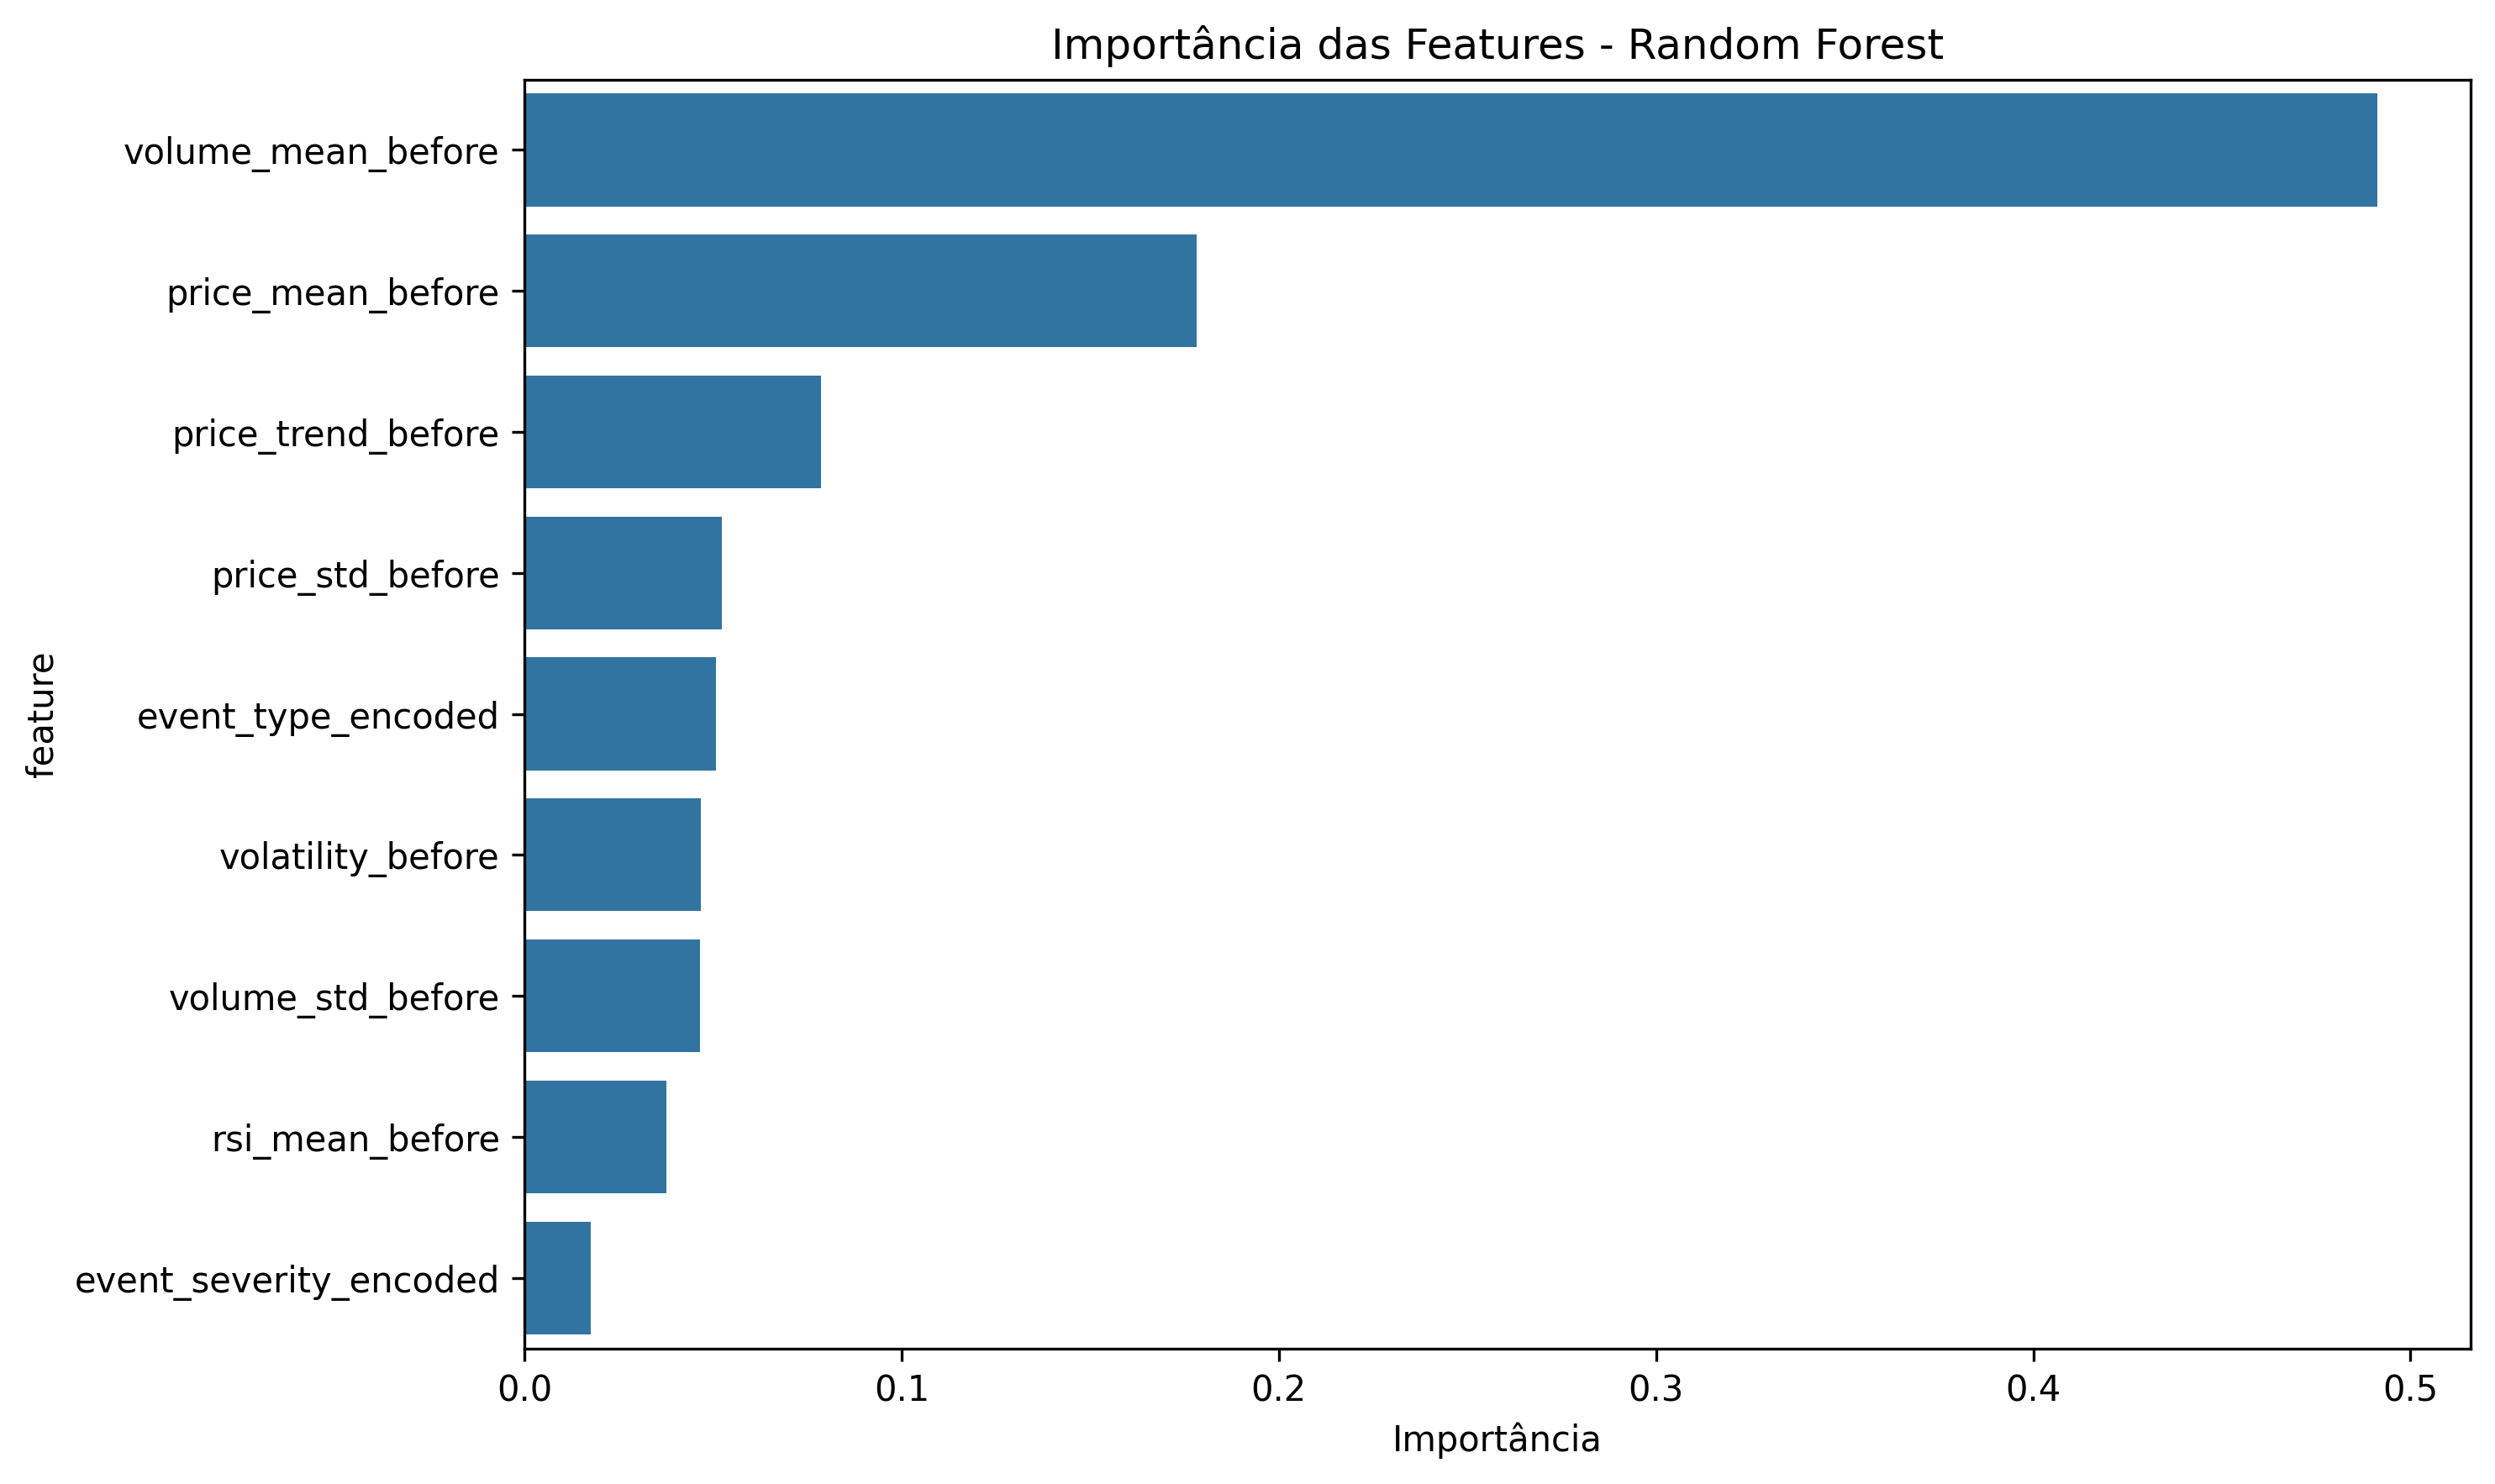 Importância das Features - Random Forest
volume_mean_before
price_mean_before
price_trend_before
price_std_before
event_type_encoded
volatility_before
volume_std_before
rsi_mean_before
event_severity_encoded
feature
0.0 0.1 0.2 0.3 0.4 0.5
Importância